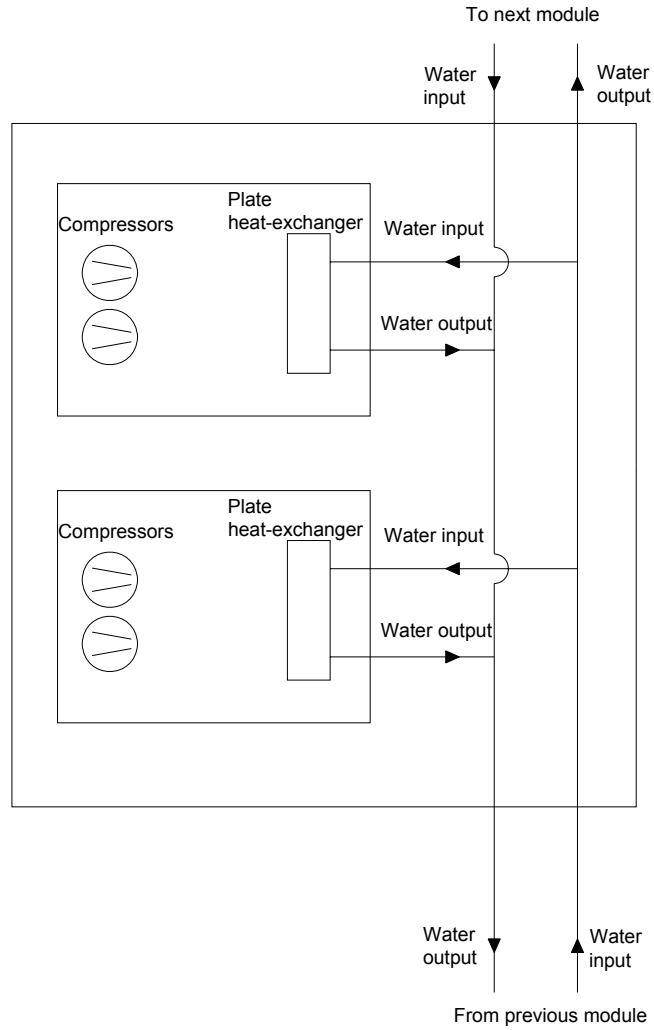 To next module
Water
input
Water
output
Plate
heat-exchanger
Compressors
Water input
Water output
Plate
heat-exchanger
Compressors
Water input
Water output
Water
output
Water
input
From previous module